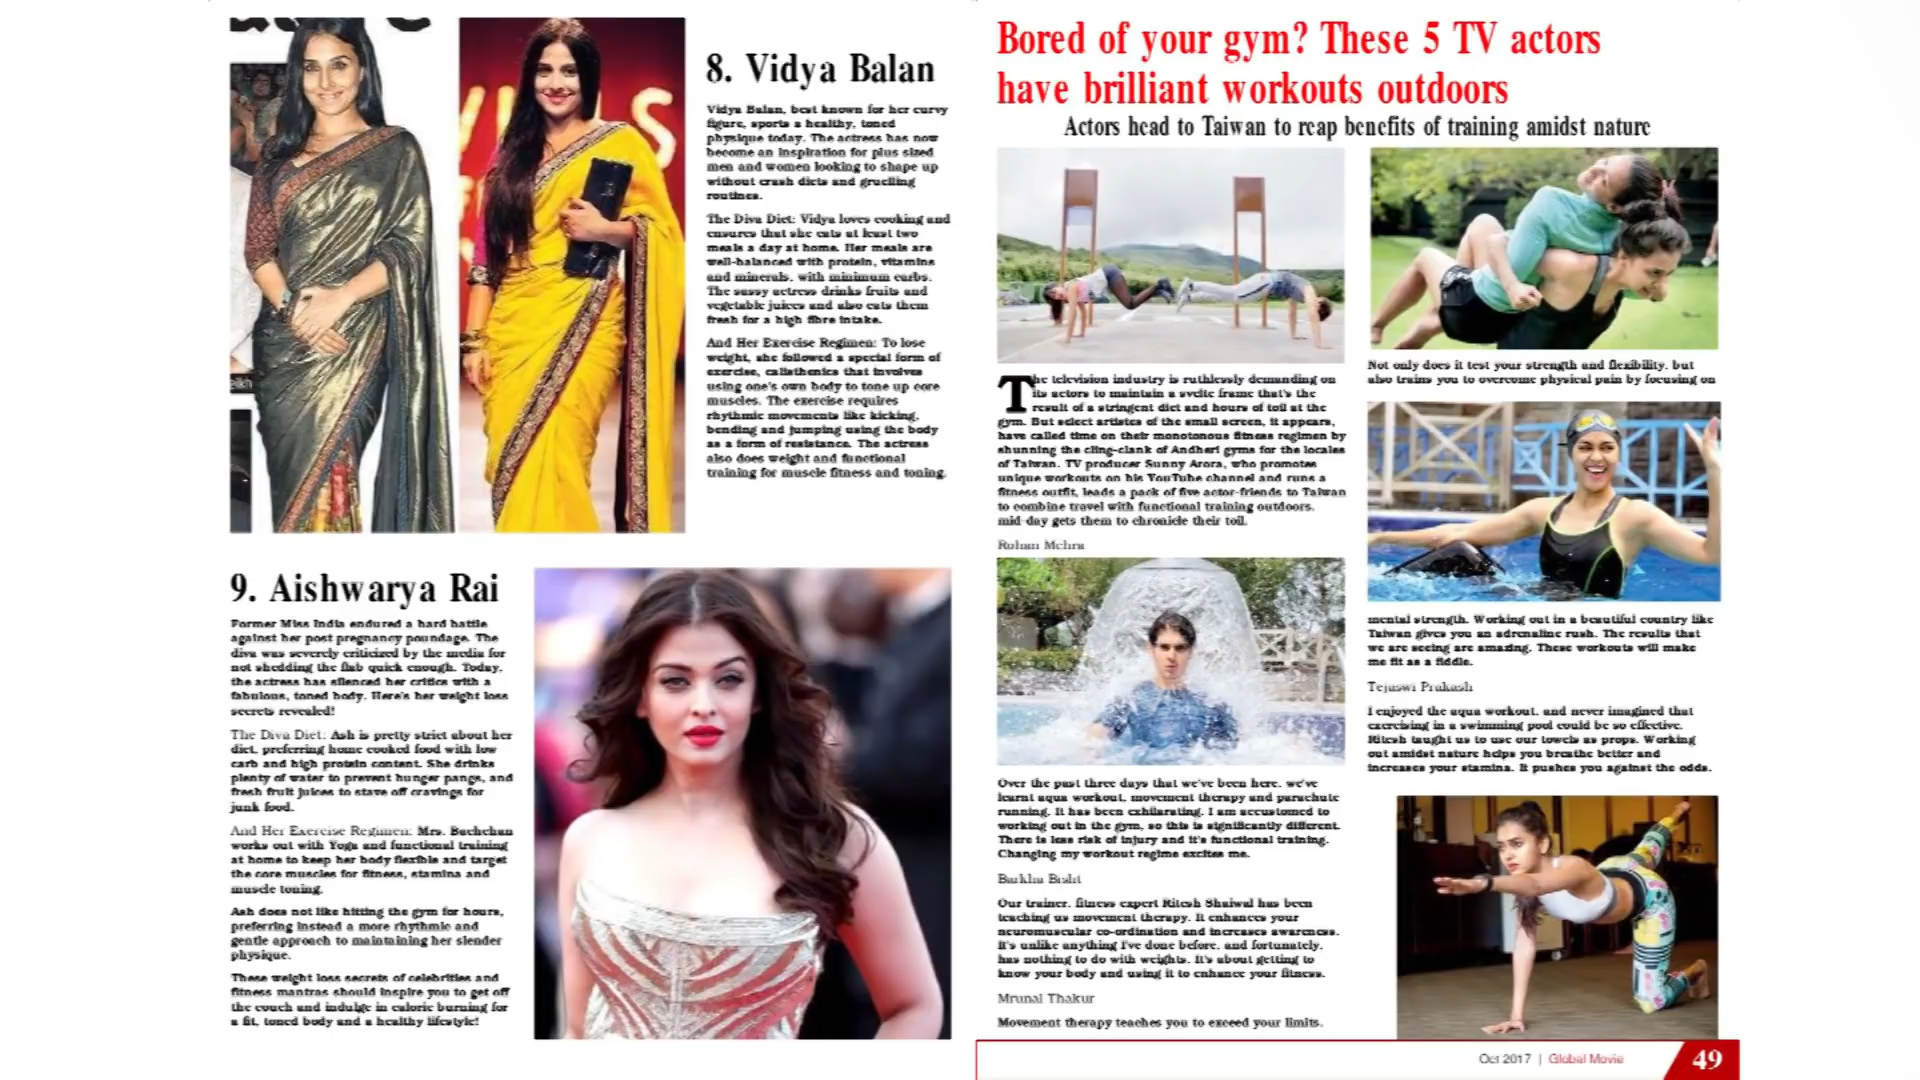 8. Vidya Balan
Vidya Balan, best known for her curvy
figure, sports a healthy, toned
physique today. The actress has now
become an inspiration for plus sized
men and women looking to shape up
without crash diets and gruelling
routines.
The Diva Diet: Vidya loves cooking and
ensures that she eats at least two
meals a day at home. Her meals are
well-balanced with protein, vitamins
and minerals, with minimum carbs.
The sassy actress drinks fruits and
vegetable juices and also eats them
fresh for a high fibre intake.
And Her Exercise Regimen: To lose
weight, she followed a special form of
exercise, calisthenics that involves
using one's own body to tone up core
muscles. The exercise requires
rhythmic movements like kicking,
bending and jumping using the body
as a form of resistance. The actress
also does weight and functional
training for muscle fitness and toning.
9. Aishwarya Rai
Former Miss India endured a hard battle
against her post pregnancy poundage. The
diva was severely criticized by the media for
not shedding the flab quick enough. Today,
the actress has silenced her critics with a
fabulous, toned body. Here's her weight loss
secrets revealed!
The Diva Diet: Ash is pretty strict about her
diet, preferring home cooked food with low
carb and high protein content. She drinks
plenty of water to prevent hunger pangs, and
fresh fruit juices to stave off cravings for
junk food.
And Her Exercise Regimen: Mrs. Bachchan
works out with Yoga and functional training
at home to keep her body flexible and target
the core muscles for fitness, stamina and
muscle toning.
Ash does not like hitting the gym for hours,
preferring instead a more rhythmic and
gentle approach to maintaining her slender
physique.
These weight loss secrets of celebrities and
fitness mantras should inspire you to get off
the couch and indulge in caloric burning for
a fit, toned body and a healthy lifestyle!
Bored of your gym? These 5 TV actors
have brilliant workouts outdoors
Actors head to Taiwan to reap benefits of training amidst nature
The television industry is ruthlessly demanding on
its actors to maintain a svelte frame that's the
result of a stringent diet and hours of toil at the
gym. But select artistes of the small screen, it appears,
have called time on their monotonous fitness regimen by
shunning the cling-clank of Andheri gyms for the locales
of Taiwan. TV producer Sunny Arora, who promotes
unique workouts on his YouTube channel and runs a
fitness outfit, leads a pack of five actor-friends to Taiwan
to combine travel with functional training outdoors.
mid-day gets them to chronicle their toil.
Rohan Mehra
Over the past three days that we've been here, we've
learnt aqua workout, movement therapy and parachute
running. It has been exhilarating. I am accustomed to
working out in the gym, so this is significantly different.
There is less risk of injury and it's functional training.
Changing my workout regime excites me.
Barkha Bisht
Our trainer, fitness expert Ritesh Shaiwal has been
teaching us movement therapy. It enhances your
neuromuscular co-ordination and increases awareness.
It's unlike anything I've done before, and fortunately,
has nothing to do with weights. It's about getting to
know your body and using it to enhance your fitness.
Mrunal Thakur
Movement therapy teaches you to exceed your limits.
Not only does it test your strength and flexibility, but
also trains you to overcome physical pain by focusing on
mental strength. Working out in a beautiful country like
Taiwan gives you an adrenaline rush. The results that
we are seeing are amazing. These workouts will make
me fit as a fiddle.
Tejaswi Prakash
I enjoyed the aqua workout, and never imagined that
exercising in a swimming pool could be so effective.
Ritesh taught us to use our towels as props. Working
out amidst nature helps you breathe better and
increases your stamina. It pushes you against the odds.
Oct 2017 | Global Movie
49